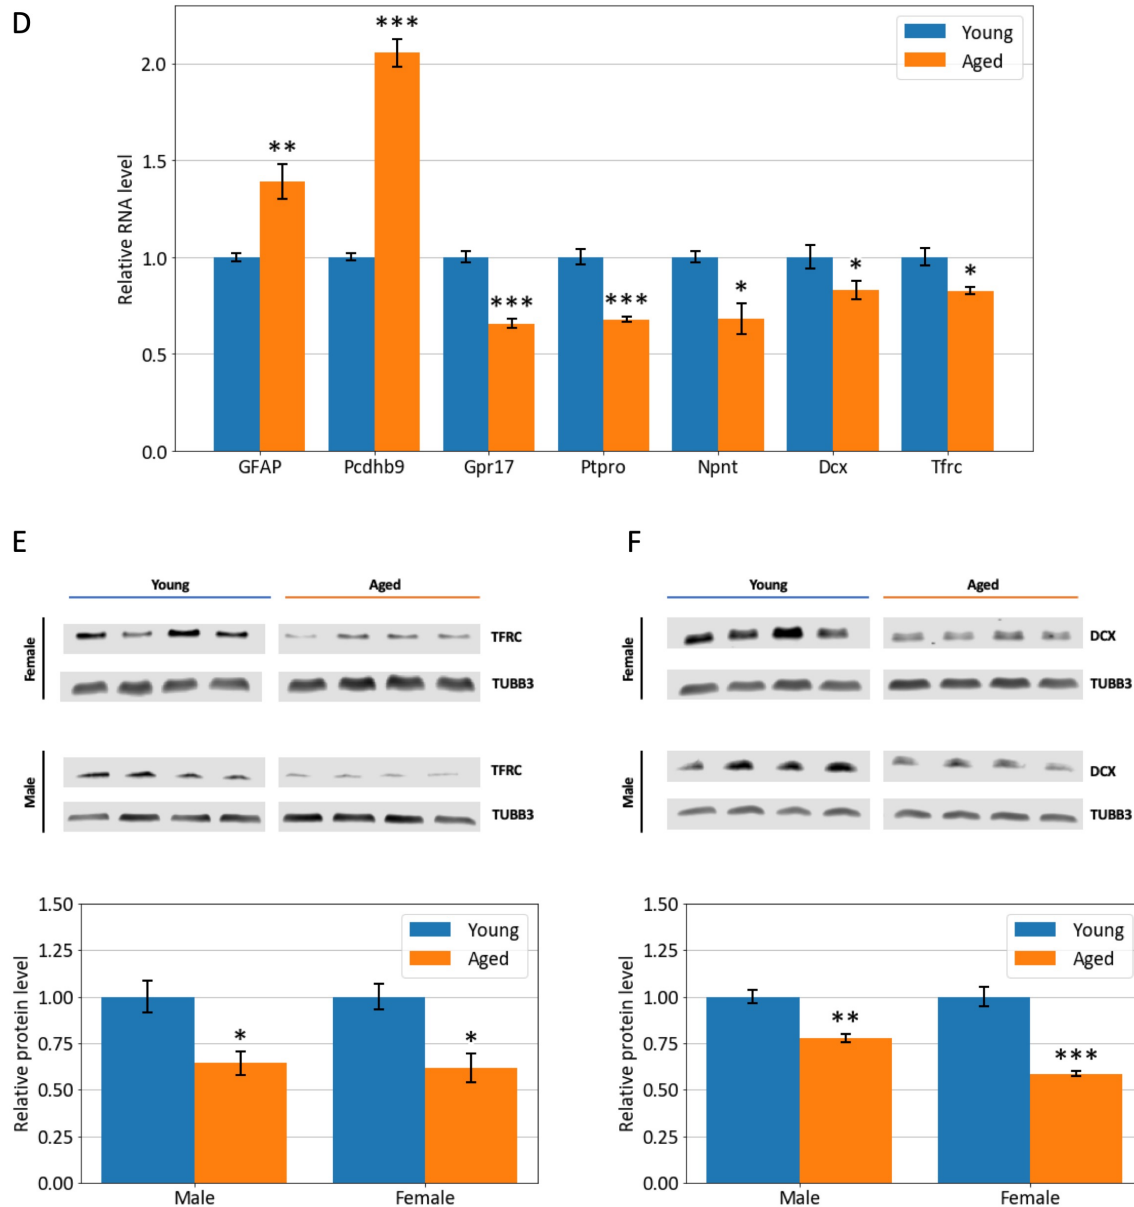 D
***
Young
Aged
2.0
**
1.5
Relative RNA level
1.0
*** *** * * *
0.5
0.0
GFAP Pcdhb9 Gpr17 Ptpro Npnt Dcx Tfrc
E
Young Aged
Female
TFRC
TUBB3
Male
TFRC
TUBB3
1.50
Young
Aged
1.25
1.00
Relative protein level
* *
0.75
0.50
0.25
0.00
Male Female
F
Young Aged
Female
DCX
TUBB3
Male
DCX
TUBB3
1.50
Young
Aged
1.25
1.00
Relative protein level
** ***
0.75
0.50
0.25
0.00
Male Female